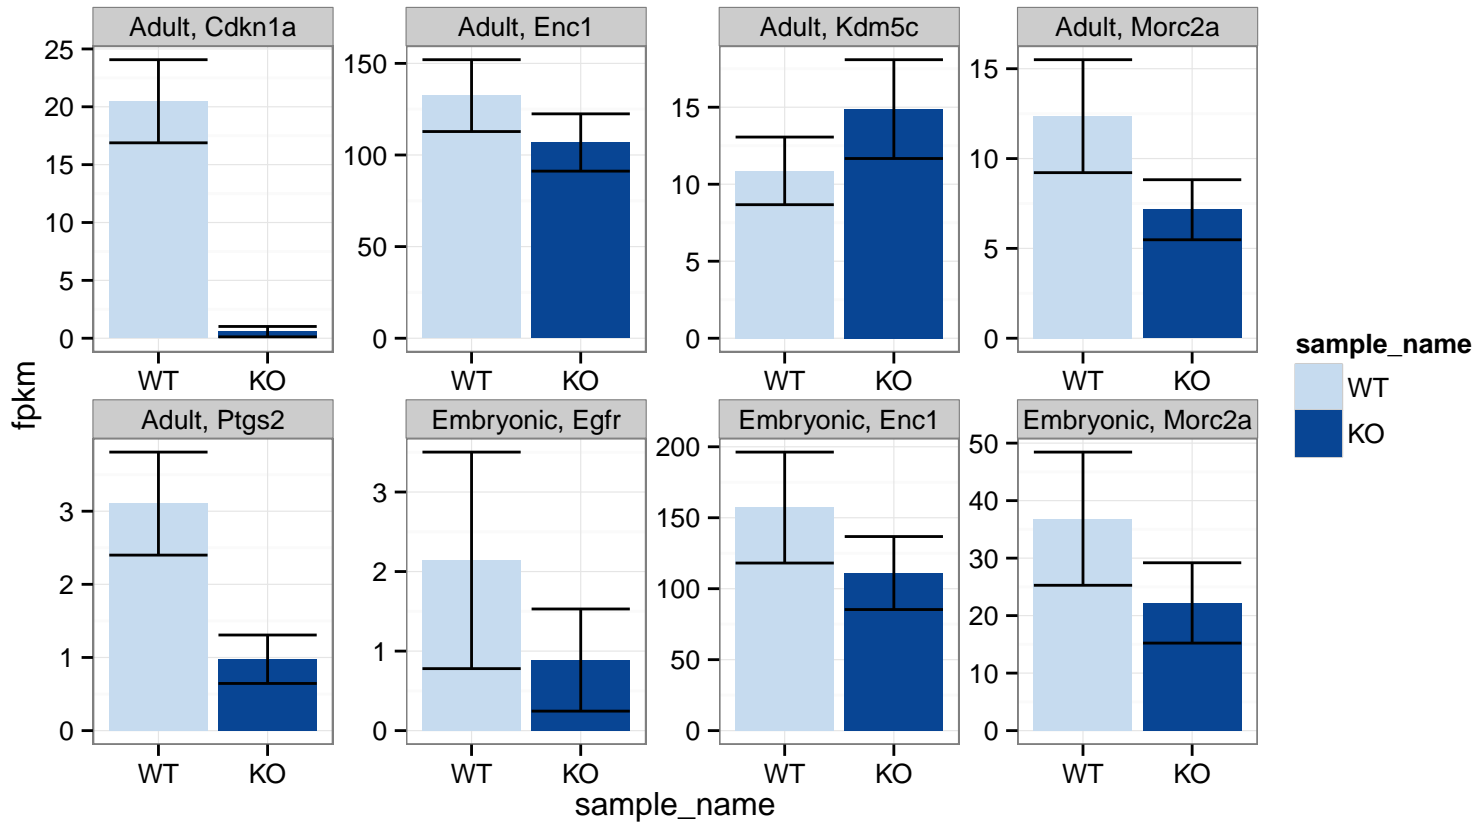 Adult, Cdkn1a
Adult, Enc1
Adult, Kdm5c
Adult, Morc2a
25
20
15
10
5
0
150
100
50
0
15
10
5
0
15
10
5
0
WT KO
WT KO
WT KO
WT KO
fpkm
Adult, Ptgs2
Embryonic, Egfr
Embryonic, Enc1
Embryonic, Morc2a
3
2
1
0
3
2
1
0
200
150
100
50
0
50
40
30
20
10
0
WT KO
WT KO
WT KO
WT KO
sample_name
sample_name
WT
KO